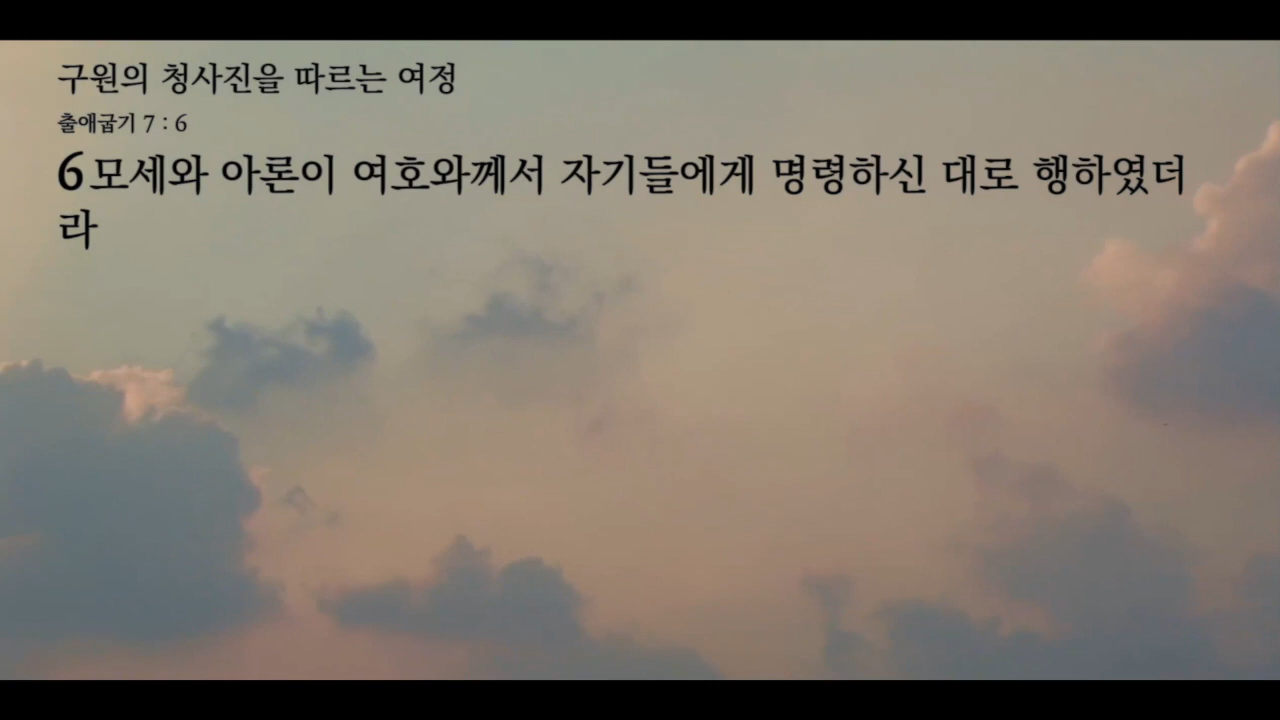 구원의 청사진을 따르는 여정
출애굽기 7 : 6
6 모세와 아론이 여호와께서 자기들에게 명령하신 대로 행하였더
라